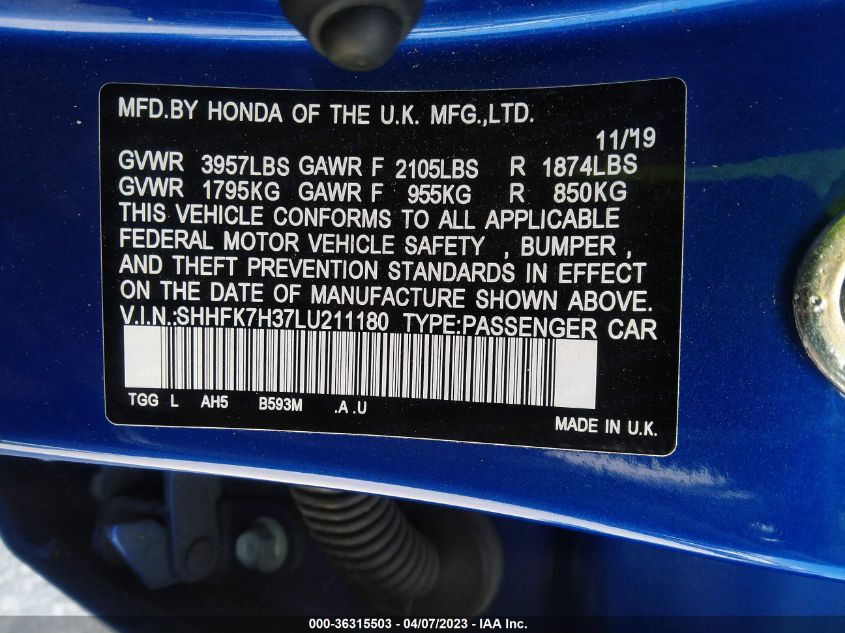 MFD.BY HONDA OF THE U.K. MFG.,LTD.
11/'19
GVWR 3957LBS GAWR F 2105LBS R 1874LBS
GVWR 1795KG GAWR F 955KG R 850KG
THIS VEHICLE CONFORMS TO ALL APPLICABLE
FEDERAL MOTOR VEHICLE SAFETY , BUMPER ,
AND THEFT PREVENTION STANDARDS IN EFFECT
ON THE DATE OF MANUFACTURE SHOWN ABOVE.
V.I.N.:SHHFK7H37LU211180 TYPE:PASSENGER CAR
TGG L AH5 B593M .A .U
MADE IN U.K.
000-36315503 - 04/07/2023 - IAA Inc.